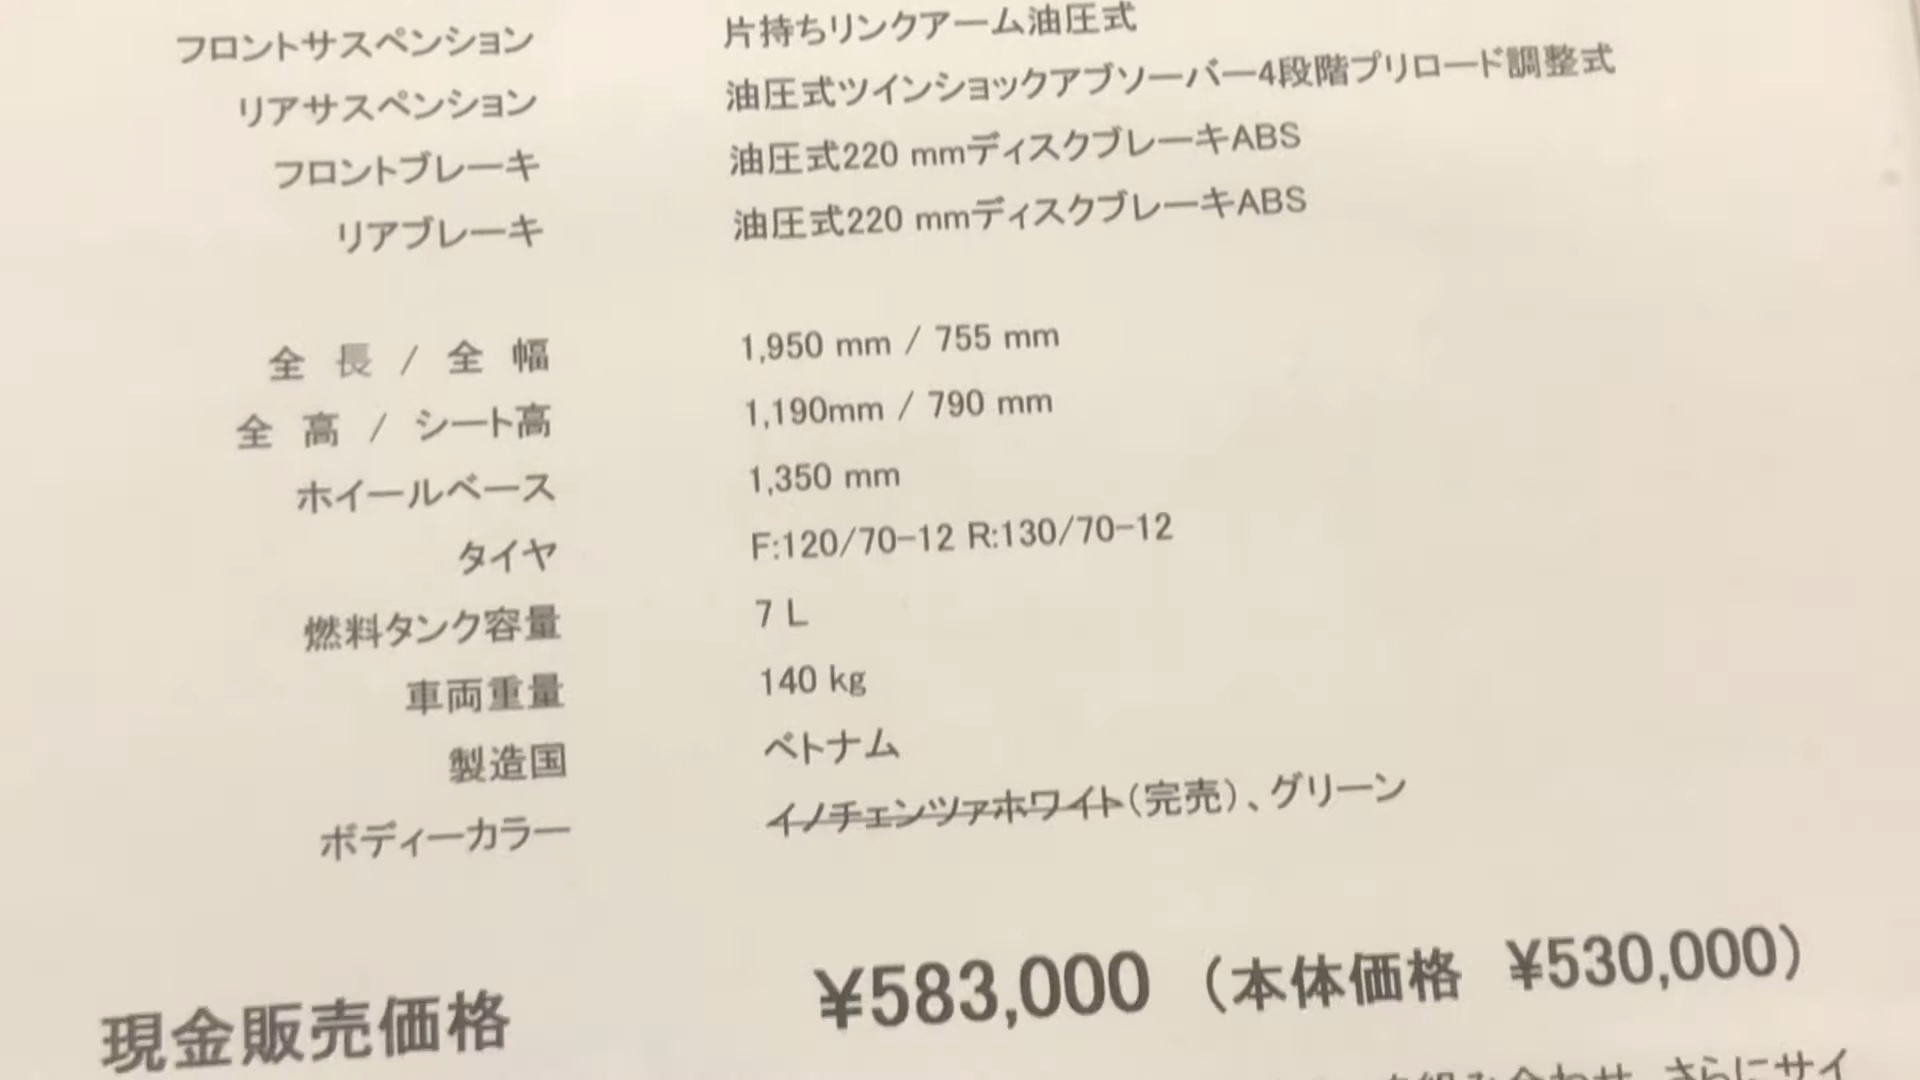 フロントサスペンション 片持ちリンクアーム油圧式
リアサスペンション 油圧式ツインショックアブソーバー4段階プリロード調整式
フロントブレーキ 油圧式220 mmディスクブレーキABS
リアブレーキ 油圧式220 mmディスクブレーキABS
全 長 / 全 幅 1,950 mm / 755 mm
全 高 / シート高 1,190mm / 790 mm
ホイールベース 1,350 mm
タイヤ F:120/70-12 R:130/70-12
燃料タンク容量 7 L
車両重量 140 kg
製造国 ベトナム
ボディーカラー イノチェンツァホワイト(完売)、グリーン
現金販売価格 ¥583,000 (本体価格 ¥530,000)
み合わせ、さらにサイ